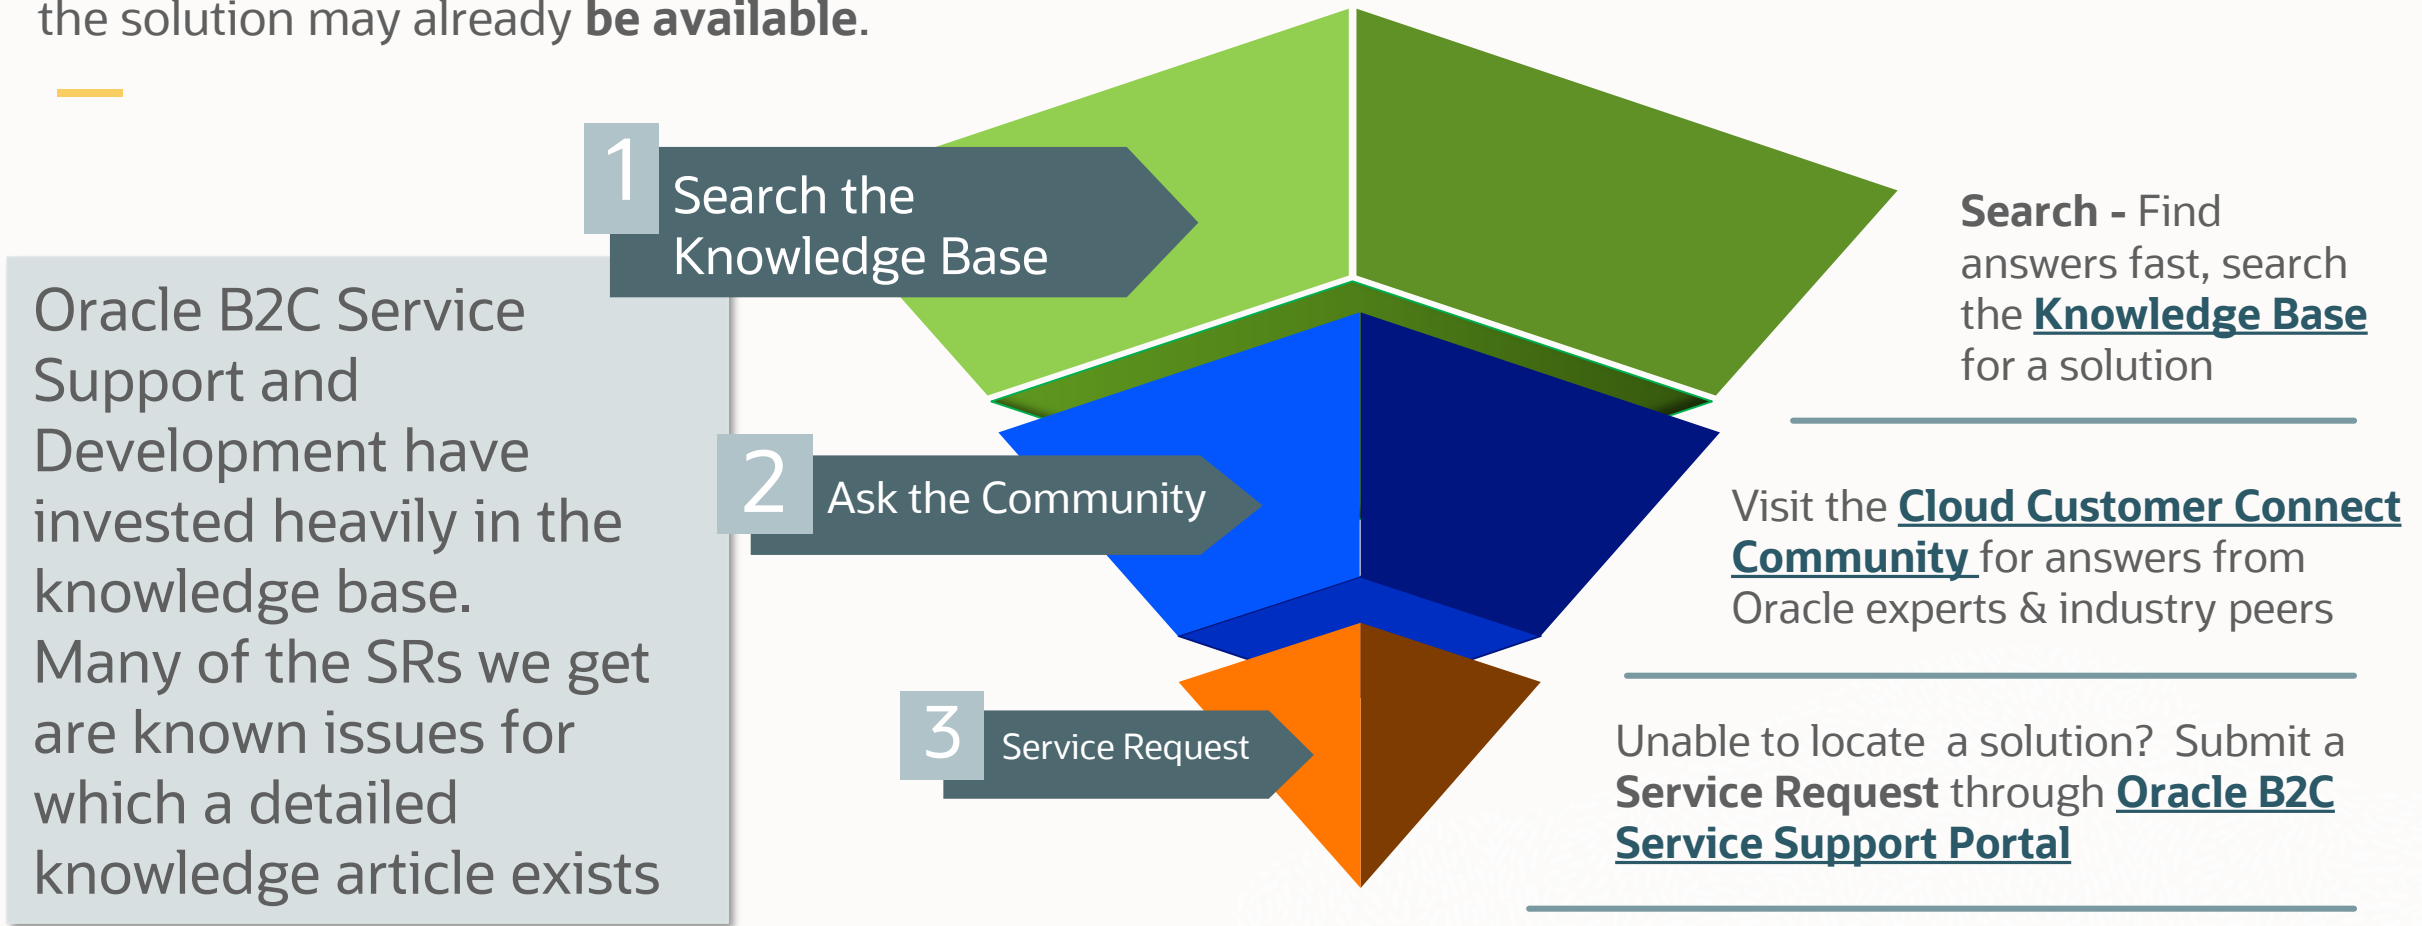 the solution may already be available.
1
Search the
Knowledge Base
Oracle B2C Service
Support and
Development have
invested heavily in the
knowledge base.
Many of the SRs we get
are known issues for
which a detailed
knowledge article exists
Search - Find
answers fast, search
the Knowledge Base
for a solution
2
Ask the Community
Visit the Cloud Customer Connect
Community for answers from
Oracle experts & industry peers
3
Service Request
Unable to locate  a solution?  Submit a
Service Request through Oracle B2C
Service Support Portal